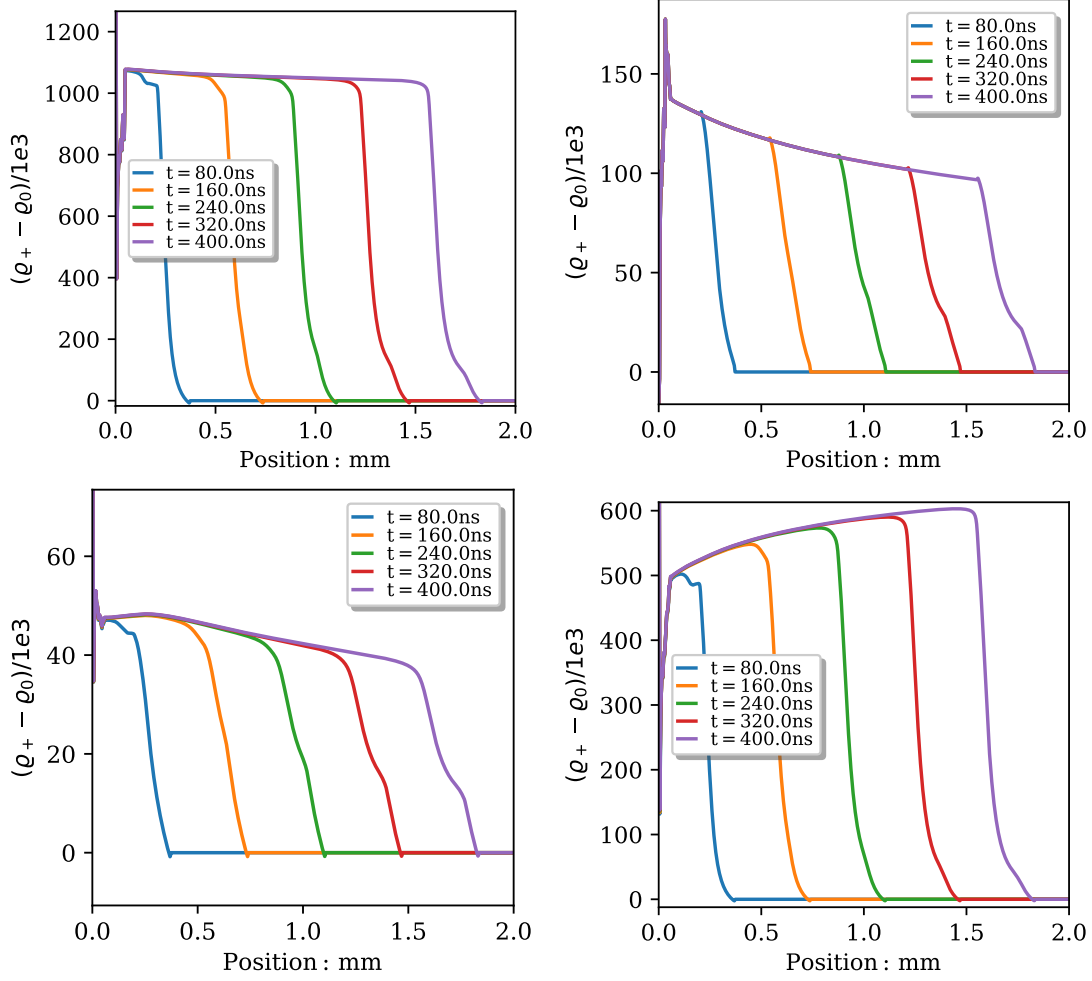 1200
1000
800
600
400
200
0
(ϱ₊ − ϱ₀)/1e3
t = 80.0ns
t = 160.0ns
t = 240.0ns
t = 320.0ns
t = 400.0ns
0.0 0.5 1.0 1.5 2.0
Position : mm
150
100
50
0
(ϱ₊ − ϱ₀)/1e3
t = 80.0ns
t = 160.0ns
t = 240.0ns
t = 320.0ns
t = 400.0ns
0.0 0.5 1.0 1.5 2.0
Position : mm
60
40
20
0
(ϱ₊ − ϱ₀)/1e3
t = 80.0ns
t = 160.0ns
t = 240.0ns
t = 320.0ns
t = 400.0ns
0.0 0.5 1.0 1.5 2.0
Position : mm
600
500
400
300
200
100
0
(ϱ₊ − ϱ₀)/1e3
t = 80.0ns
t = 160.0ns
t = 240.0ns
t = 320.0ns
t = 400.0ns
0.0 0.5 1.0 1.5 2.0
Position : mm